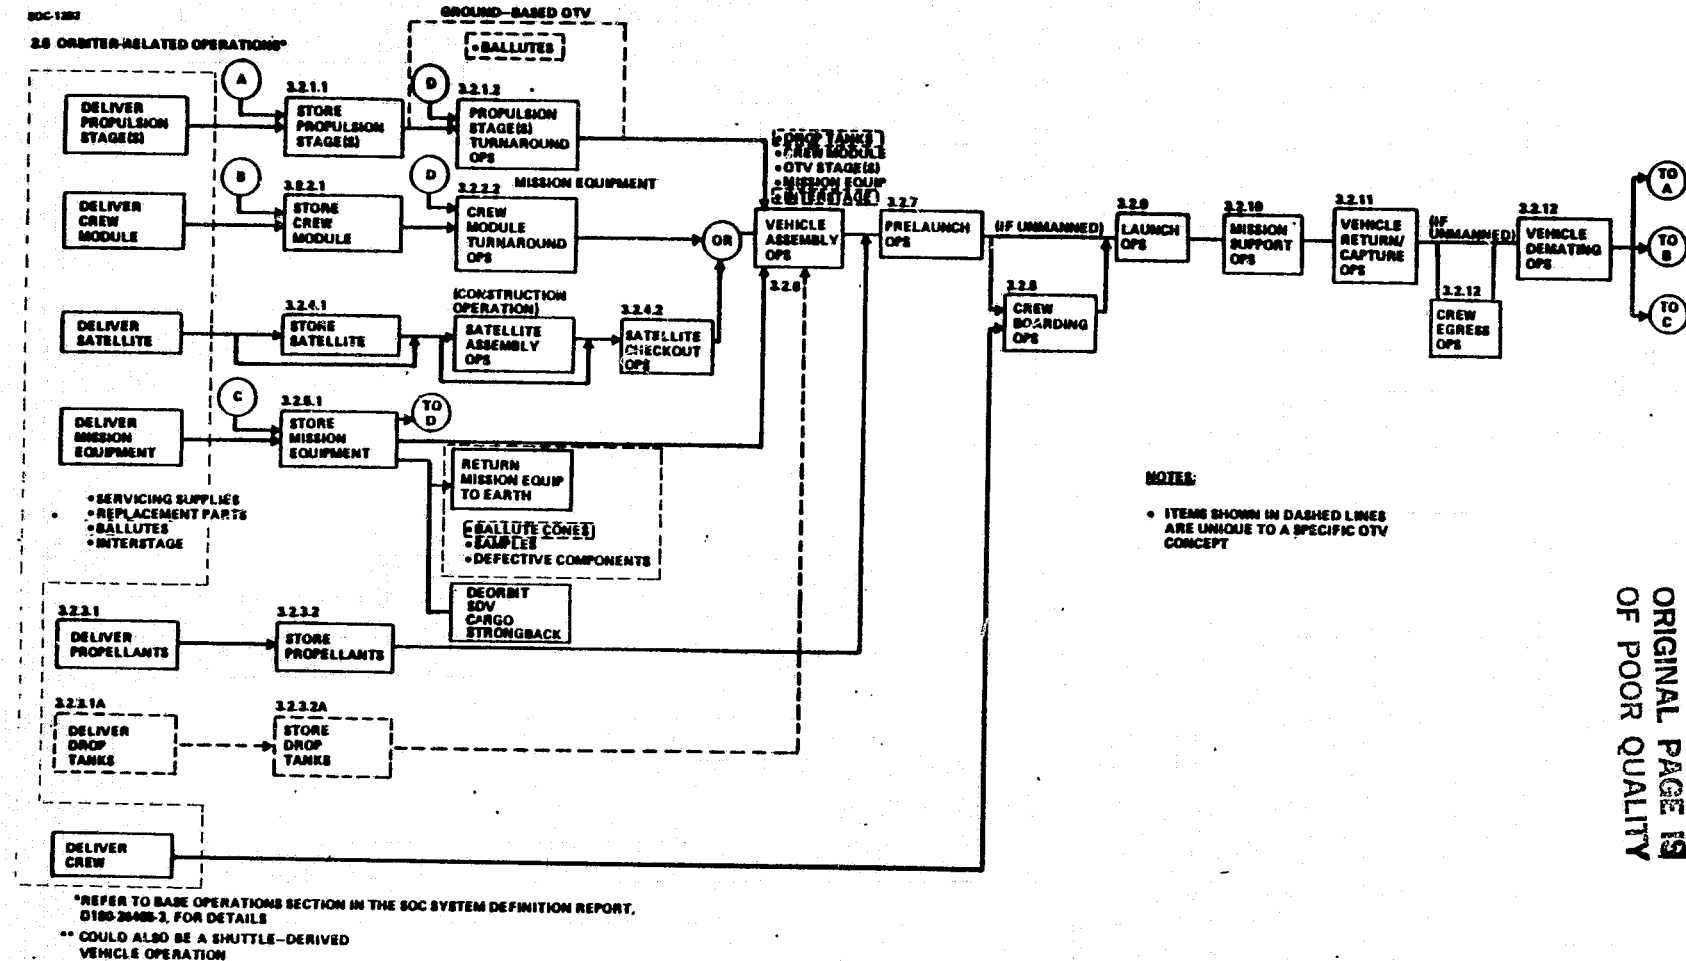 SOC-1293
3.6 ORBITER-RELATED OPERATIONS*
GROUND-BASED OTV
• BALLUTES
DELIVER
PROPULSION
STAGE(S)
A
3.2.1.1
STORE
PROPULSION
STAGE(S)
D
3.2.1.2
PROPULSION
STAGE(S)
TURNAROUND
OPS
DELIVER
CREW
MODULE
B
3.2.2.1
STORE
CREW
MODULE
D
3.2.2.2
MISSION EQUIPMENT
CREW
MODULE
TURNAROUND
OPS
OR
• DROP TANKS
• CREW MODULE
• OTV STAGE(S)
• MISSION EQUIP
• INTERSTAGE
VEHICLE
ASSEMBLY
OPS
3.2.6
3.2.7
PRELAUNCH
OPS
(IF UNMANNED)
3.2.8
CREW
BOARDING
OPS
3.2.9
LAUNCH
OPS
3.2.10
MISSION
SUPPORT
OPS
3.2.11
VEHICLE
RETURN/
CAPTURE
OPS
(IF
UNMANNED)
3.2.12
CREW
EGRESS
OPS
3.2.12
VEHICLE
DEMATING
OPS
TO
A
TO
B
TO
C
DELIVER
SATELLITE
3.2.4.1
STORE
SATELLITE
(CONSTRUCTION
OPERATION)
SATELLITE
ASSEMBLY
OPS
3.2.4.2
SATELLITE
CHECKOUT
OPS
DELIVER
MISSION
EQUIPMENT
C
3.2.5.1
STORE
MISSION
EQUIPMENT
TO
D
• SERVICING SUPPLIES
• REPLACEMENT PARTS
• BALLUTES
• INTERSTAGE
RETURN
MISSION EQUIP
TO EARTH
• BALLUTE CONES
• SAMPLES
• DEFECTIVE COMPONENTS
DEORBIT
SDV
CARGO
STRONGBACK
NOTES:
• ITEMS SHOWN IN DASHED LINES
ARE UNIQUE TO A SPECIFIC OTV
CONCEPT
3.2.3.1
DELIVER
PROPELLANTS
3.2.3.2
STORE
PROPELLANTS
3.2.3.1A
DELIVER
DROP
TANKS
3.2.3.2A
STORE
DROP
TANKS
DELIVER
CREW
*REFER TO BASE OPERATIONS SECTION IN THE SOC SYSTEM DEFINITION REPORT,
FOR DETAILS
** COULD ALSO BE A SHUTTLE-DERIVED
VEHICLE OPERATION
ORIGINAL PAGE IS
OF POOR QUALITY